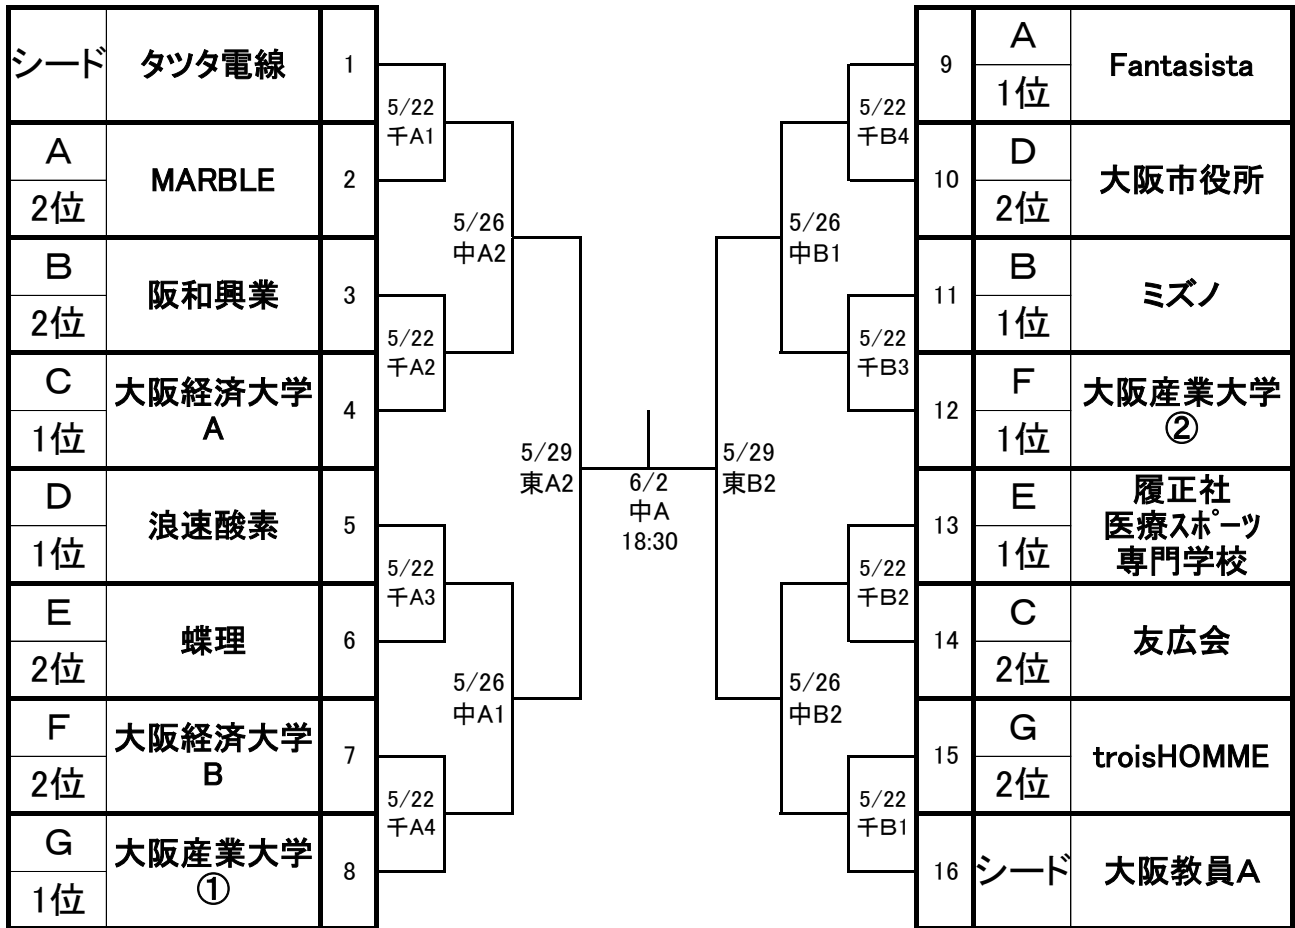 シード タツタ電線 1
A
2位 MARBLE 2
B
2位 阪和興業 3
C
1位 大阪経済大学
A 4
D
1位 浪速酸素 5
E
2位 蝶理 6
F
2位 大阪経済大学
B 7
G
1位 大阪産業大学
① 8
5/22
千A1
5/22
千A2
5/22
千A3
5/22
千A4
5/26
中A2
5/26
中A1
5/29
東A2
6/2
中A
18:30
5/29
東B2
5/26
中B1
5/26
中B2
5/22
千B4
5/22
千B3
5/22
千B2
5/22
千B1
9 A
1位 Fantasista
10 D
2位 大阪市役所
11 B
1位 ミズノ
12 F
1位 大阪産業大学
②
13 E
1位 履正社
医療スポーツ
専門学校
14 C
2位 友広会
15 G
2位 troisHOMME
16 シード 大阪教員A